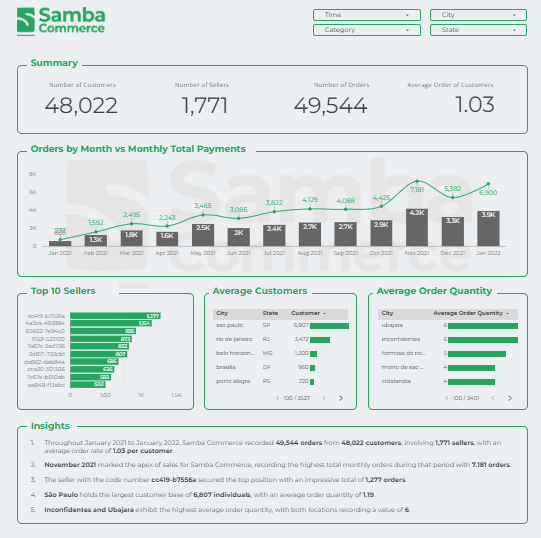 Samba
Commerce
Time
City
Category
State
Summary
Number of Customers
Number of Sellers
Number of Orders
Average Order of Customers
48,022
1,771
49,544
1.03
Orders by Month vs Monthly Total Payments
8K
6K
4K
3K
0
1,592
2,495
2,243
3,465
3,085
3,822
4,129
4,088
4,425
7,181
5,382
6,900
1.3K
1.8K
1.6K
2.5K
2K
2.4K
2.7K
2.7K
2.9K
4.2K
3.3K
3.9K
Jan 2021 Feb 2021 Mar 2021 Apr 2021 May 2021 Jun 2021 Jul 2021 Aug 2021 Sep 2021 Oct 2021 Nov 2021 Dec 2021 Jan 2022
Top 10 Sellers
cc419-b7556a 1,277
0 500 1K 1.5K
Average Customers
City State Customer
sao paulo SP 6,807
rio de janeiro RJ 3,472
belo horizon... MG 1,300
brasilia DF 960
porto alegre RS 720
1 - 100 / 3527
Average Order Quantity
City Average Order Quantity
ubajara 6
inconfidentes 6
formosa do no... 5
morro de sao ... 4
cidelandia 4
1 - 100 / 3401
Insights
1. Throughout January 2021 to January 2022, Samba Commerce recorded 49,544 orders from 48,022 customers, involving 1,771 sellers, with an
average order rate of 1.03 per customer.
2. November 2021 marked the apex of sales for Samba Commerce, recording the highest total monthly orders during that period with 7.181 orders.
3. The seller with the code number cc419-b7556a secured the top position with an impressive total of 1,277 orders.
4. São Paulo holds the largest customer base of 6,807 individuals, with an average order quantity of 1.19.
5. Inconfidentes and Ubajara exhibit the highest average order quantity, with both locations recording a value of 6.